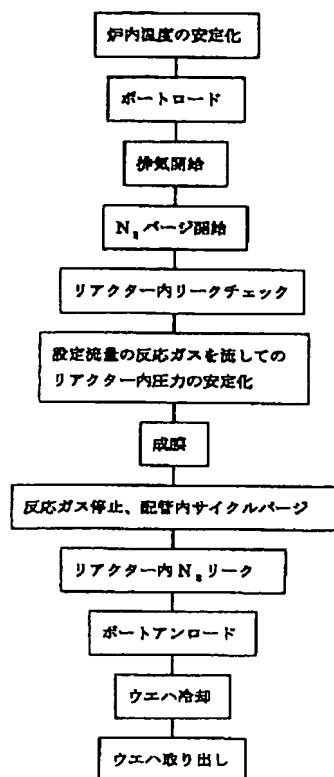 炉内温度の安定化
ボートロード
排気開始
N₂パージ開始
リアクター内リークチェック
設定流量の反応ガスを流しての
リアクター内圧力の安定化
成膜
反応ガス停止、配管内サイクルパージ
リアクター内N₂リーク
ボートアンロード
ウエハ冷却
ウエハ取り出し